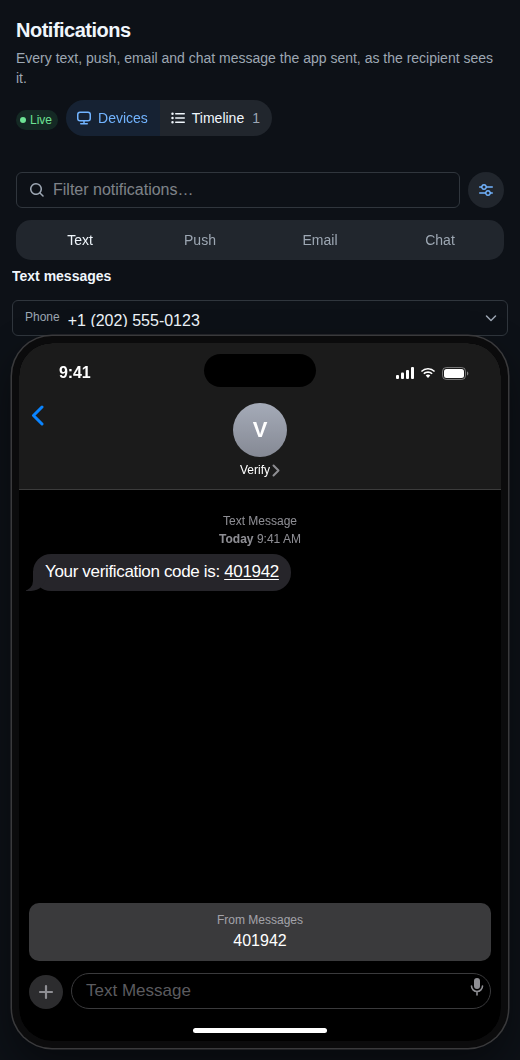 Notifications
Every text, push, email and chat message the app sent, as the recipient sees
it.
Live
Devices
Timeline 1
Filter notifications…
Text
Push
Email
Chat
Text messages
Phone +1 (202) 555-0123
9:41
V
Verify
Text Message
Today 9:41 AM
Your verification code is: 401942
From Messages
401942
Text Message